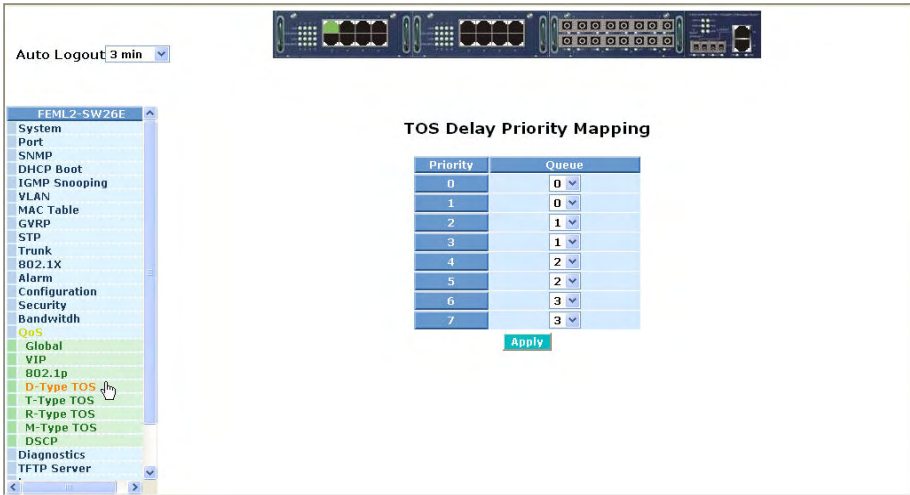 Auto Logout 3 min
FEML2-SW26E
System
Port
SNMP
DHCP Boot
IGMP Snooping
VLAN
MAC Table
GVRP
STP
Trunk
802.1X
Alarm
Configuration
Security
Bandwitdh
QoS
Global
VIP
802.1p
D-Type TOS
T-Type TOS
R-Type TOS
M-Type TOS
DSCP
Diagnostics
TFTP Server
TOS Delay Priority Mapping
Priority Queue
0 0
1 0
2 1
3 1
4 2
5 2
6 3
7 3
Apply